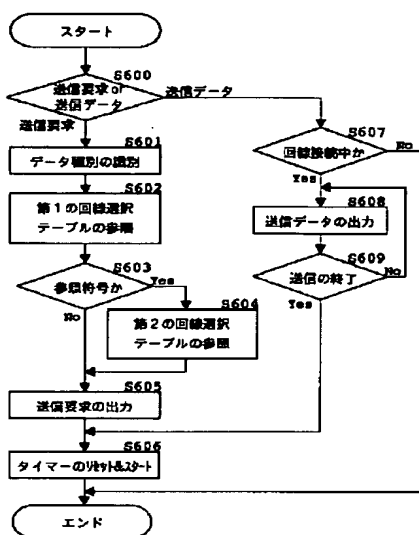 スタート
S600
送信要求or
送信データ
送信データ
送信要求
S601
データ種別の識別
S602
第1の回線選択
テーブルの参照
S603
参照符号か
Yes
No
S604
第2の回線選択
テーブルの参照
S605
送信要求の出力
S606
タイマーのリセット&スタート
エンド
S607
回線接続中か
No
Yes
S608
送信データの出力
S609
送信の終了
No
Yes